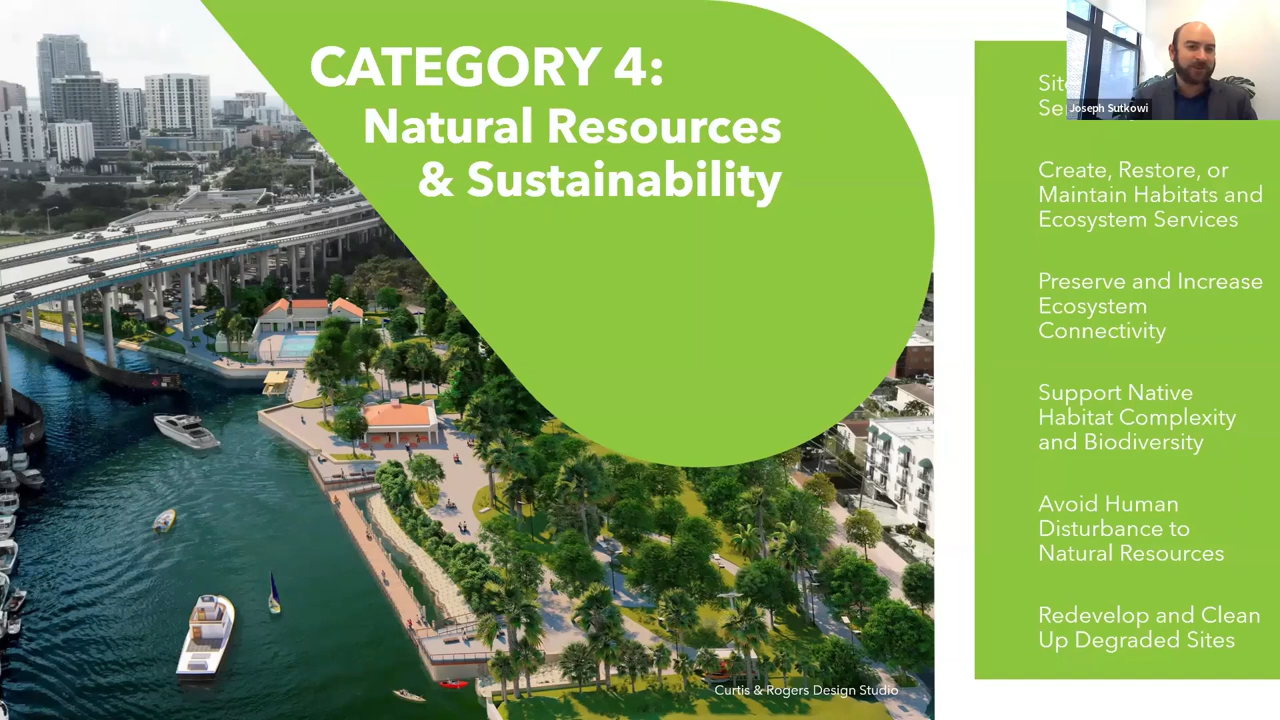 CATEGORY 4:
Natural Resources
& Sustainability
Joseph Sutkowi
Create, Restore, or
Maintain Habitats and
Ecosystem Services
Preserve and Increase
Ecosystem
Connectivity
Support Native
Habitat Complexity
and Biodiversity
Avoid Human
Disturbance to
Natural Resources
Redevelop and Clean
Up Degraded Sites
Curtis & Rogers Design Studio